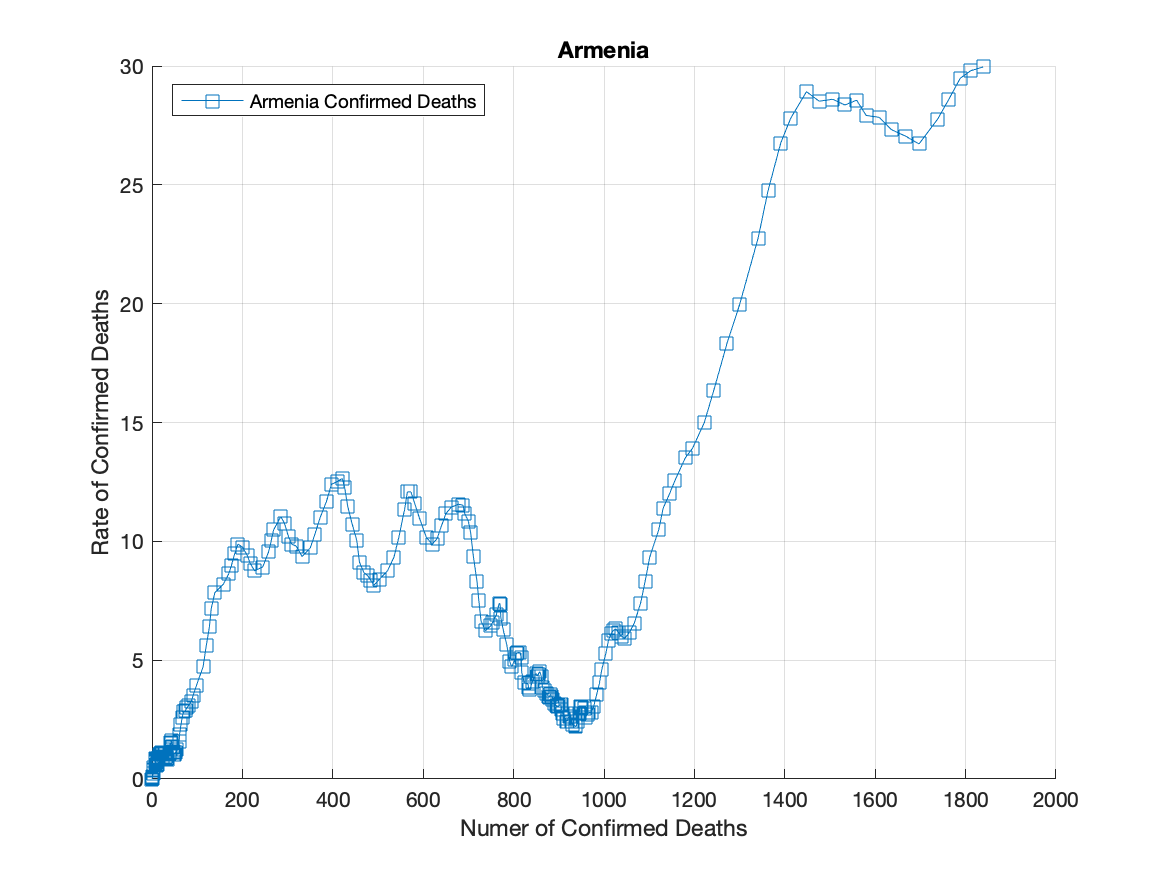 Armenia
Armenia Confirmed Deaths
Rate of Confirmed Deaths
30
25
20
15
10
5
0
0 200 400 600 800 1000 1200 1400 1600 1800 2000
Numer of Confirmed Deaths